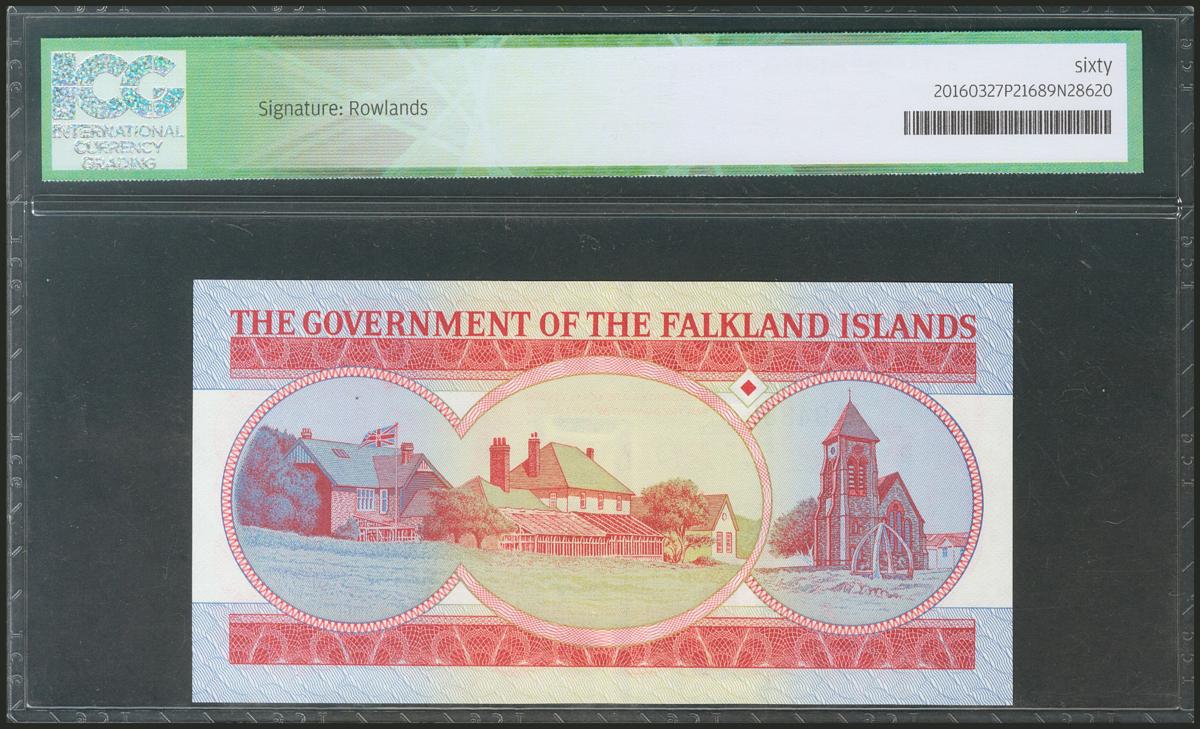 ICG
INTERNATIONAL
CURRENCY
GRADING
Signature: Rowlands
sixty
20160327P21689N28620
THE GOVERNMENT OF THE FALKLAND ISLANDS